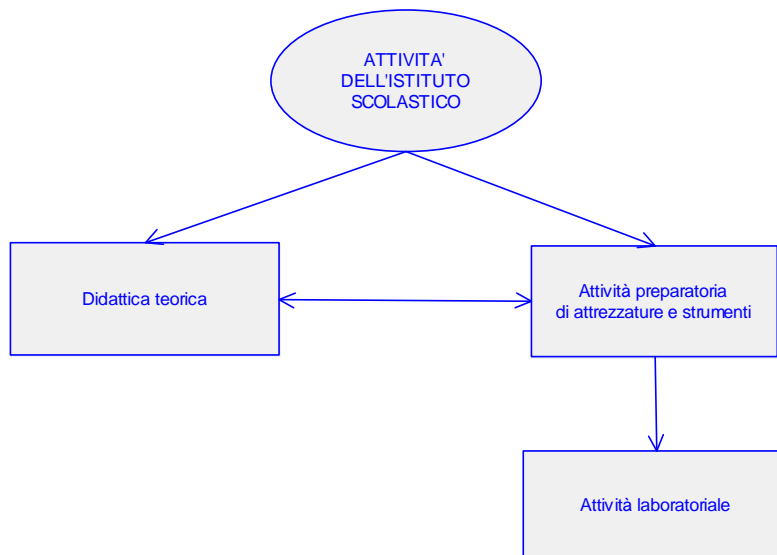 ATTIVITA'
DELL'ISTITUTO
SCOLASTICO
Didattica teorica
Attività preparatoria
di attrezzature e strumenti
Attività laboratoriale